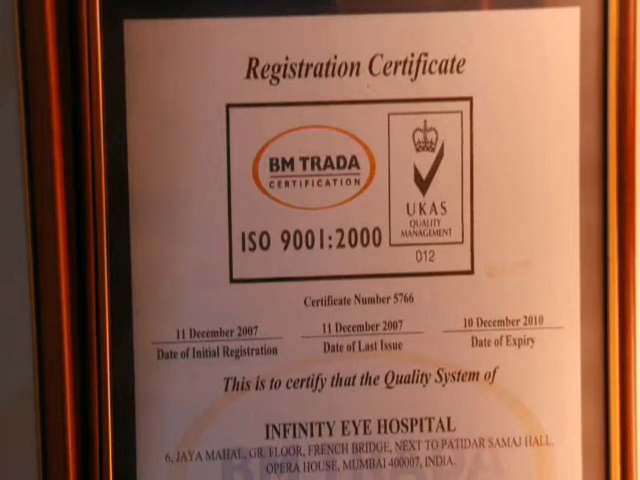 Registration Certificate
BM TRADA
CERTIFICATION
UKAS
QUALITY
MANAGEMENT
ISO 9001:2000
012
Certificate Number 5766
11 December 2007
Date of Initial Registration
11 December 2007
Date of Last Issue
10 December 2010
Date of Expiry
This is to certify that the Quality System of
INFINITY EYE HOSPITAL
6, JAYA MAHAL, GR. FLOOR, FRENCH BRIDGE, NEXT TO PATIDAR SAMAJ HALL,
OPERA HOUSE, MUMBAI 400007, INDIA.
BM TRADA